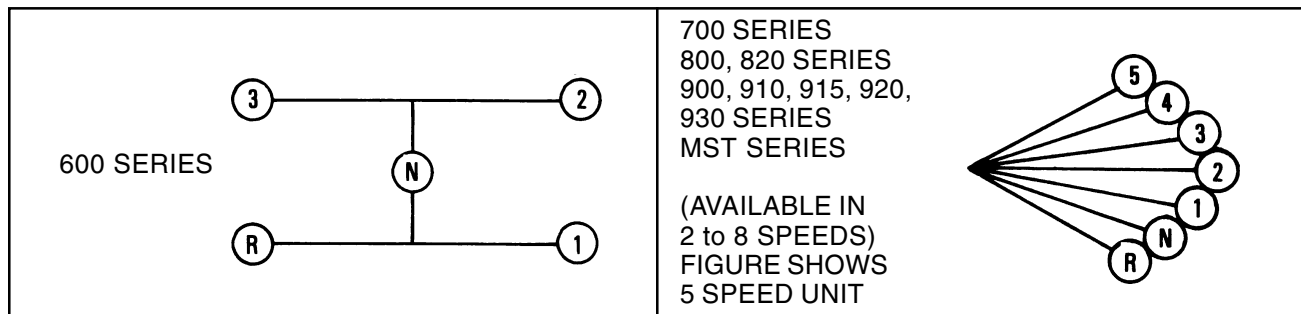 3
2
600 SERIES
N
R
1
700 SERIES
800, 820 SERIES
900, 910, 915, 920,
930 SERIES
MST SERIES
(AVAILABLE IN
2 to 8 SPEEDS)
FIGURE SHOWS
5 SPEED UNIT
5
4
3
2
1
N
R